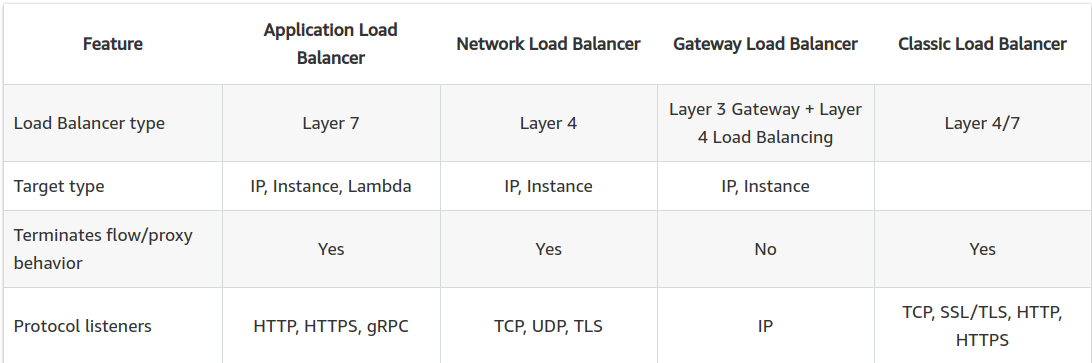 Feature
Application Load
Balancer
Network Load Balancer
Gateway Load Balancer
Classic Load Balancer
Load Balancer type
Layer 7
Layer 4
Layer 3 Gateway + Layer
4 Load Balancing
Layer 4/7
Target type
IP, Instance, Lambda
IP, Instance
IP, Instance
Terminates flow/proxy
behavior
Yes
Yes
No
Yes
Protocol listeners
HTTP, HTTPS, gRPC
TCP, UDP, TLS
IP
TCP, SSL/TLS, HTTP,
HTTPS